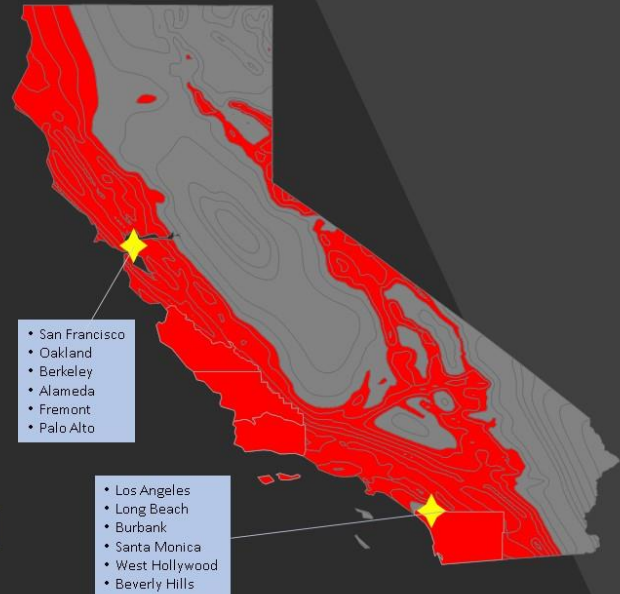 • San Francisco
• Oakland
• Berkeley
• Alameda
• Fremont
• Palo Alto
• Los Angeles
• Long Beach
• Burbank
• Santa Monica
• West Hollywood
• Beverly Hills